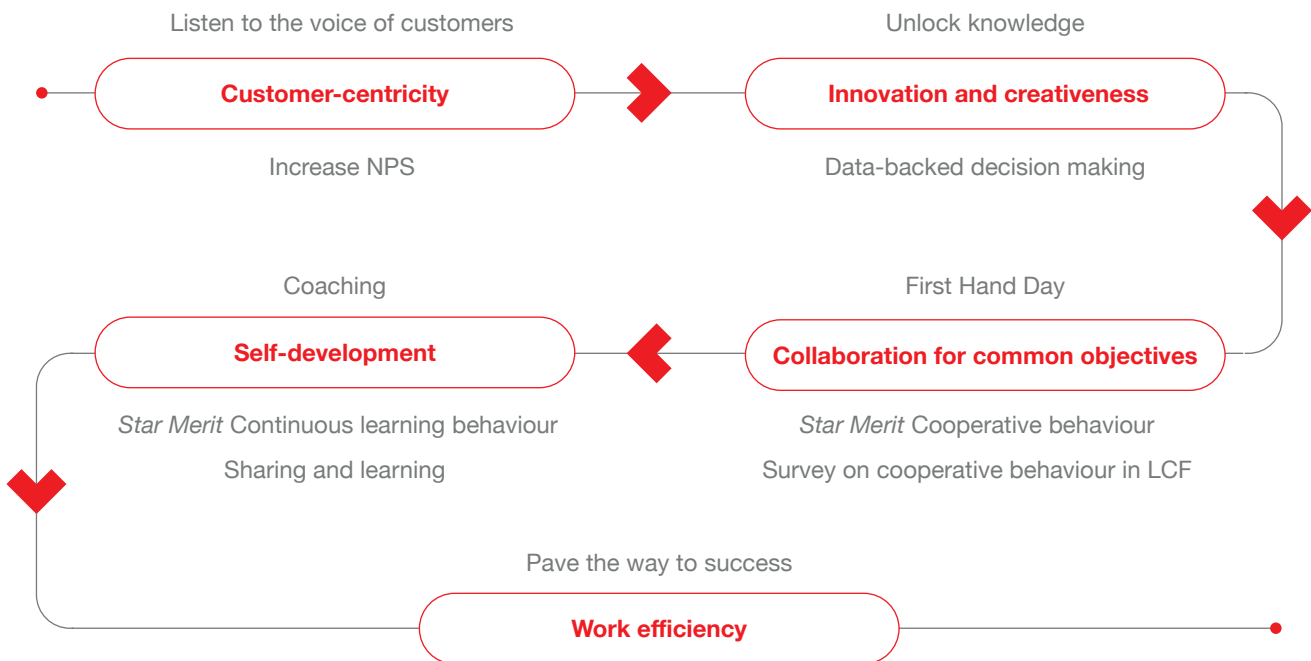 Listen to the voice of customers
Customer-centricity
Increase NPS
Unlock knowledge
Innovation and creativeness
Data-backed decision making
First Hand Day
Collaboration for common objectives
Star Merit Cooperative behaviour
Survey on cooperative behaviour in LCF
Coaching
Self-development
Star Merit Continuous learning behaviour
Sharing and learning
Pave the way to success
Work efficiency